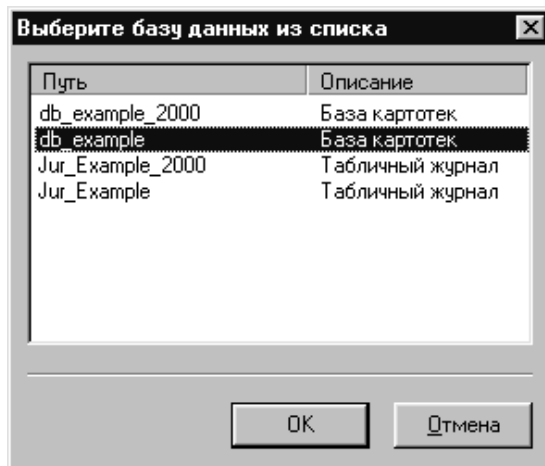 Выберите базу данных из списка
Путь Описание
db_example_2000 База картотек
db_example База картотек
Jur_Example_2000 Табличный журнал
Jur_Example Табличный журнал
OK Отмена